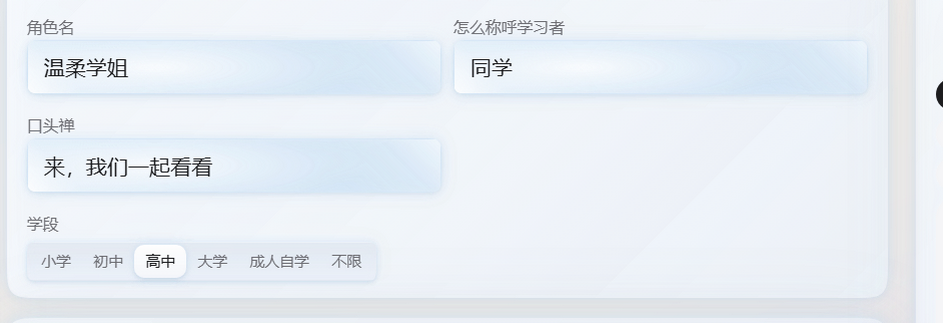 角色名
怎么称呼学习者
温柔学姐
同学
口头禅
来，我们一起看看
学段
小学 初中 高中 大学 成人自学 不限